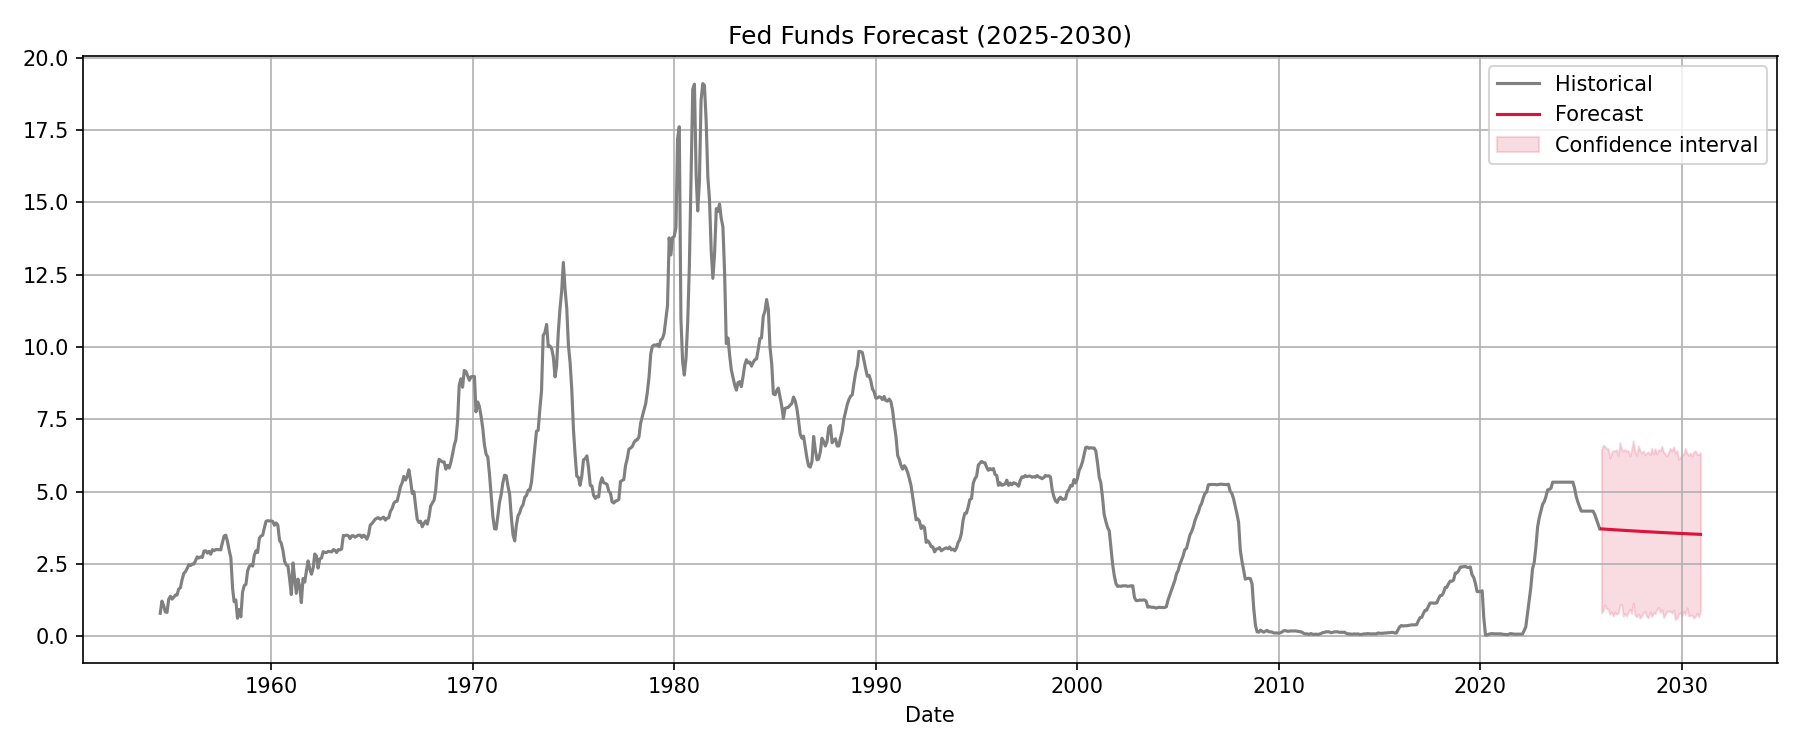 Fed Funds Forecast (2025-2030)
Historical
Forecast
Confidence interval
20.0
17.5
15.0
12.5
10.0
7.5
5.0
2.5
0.0
1960 1970 1980 1990 2000 2010 2020 2030
Date